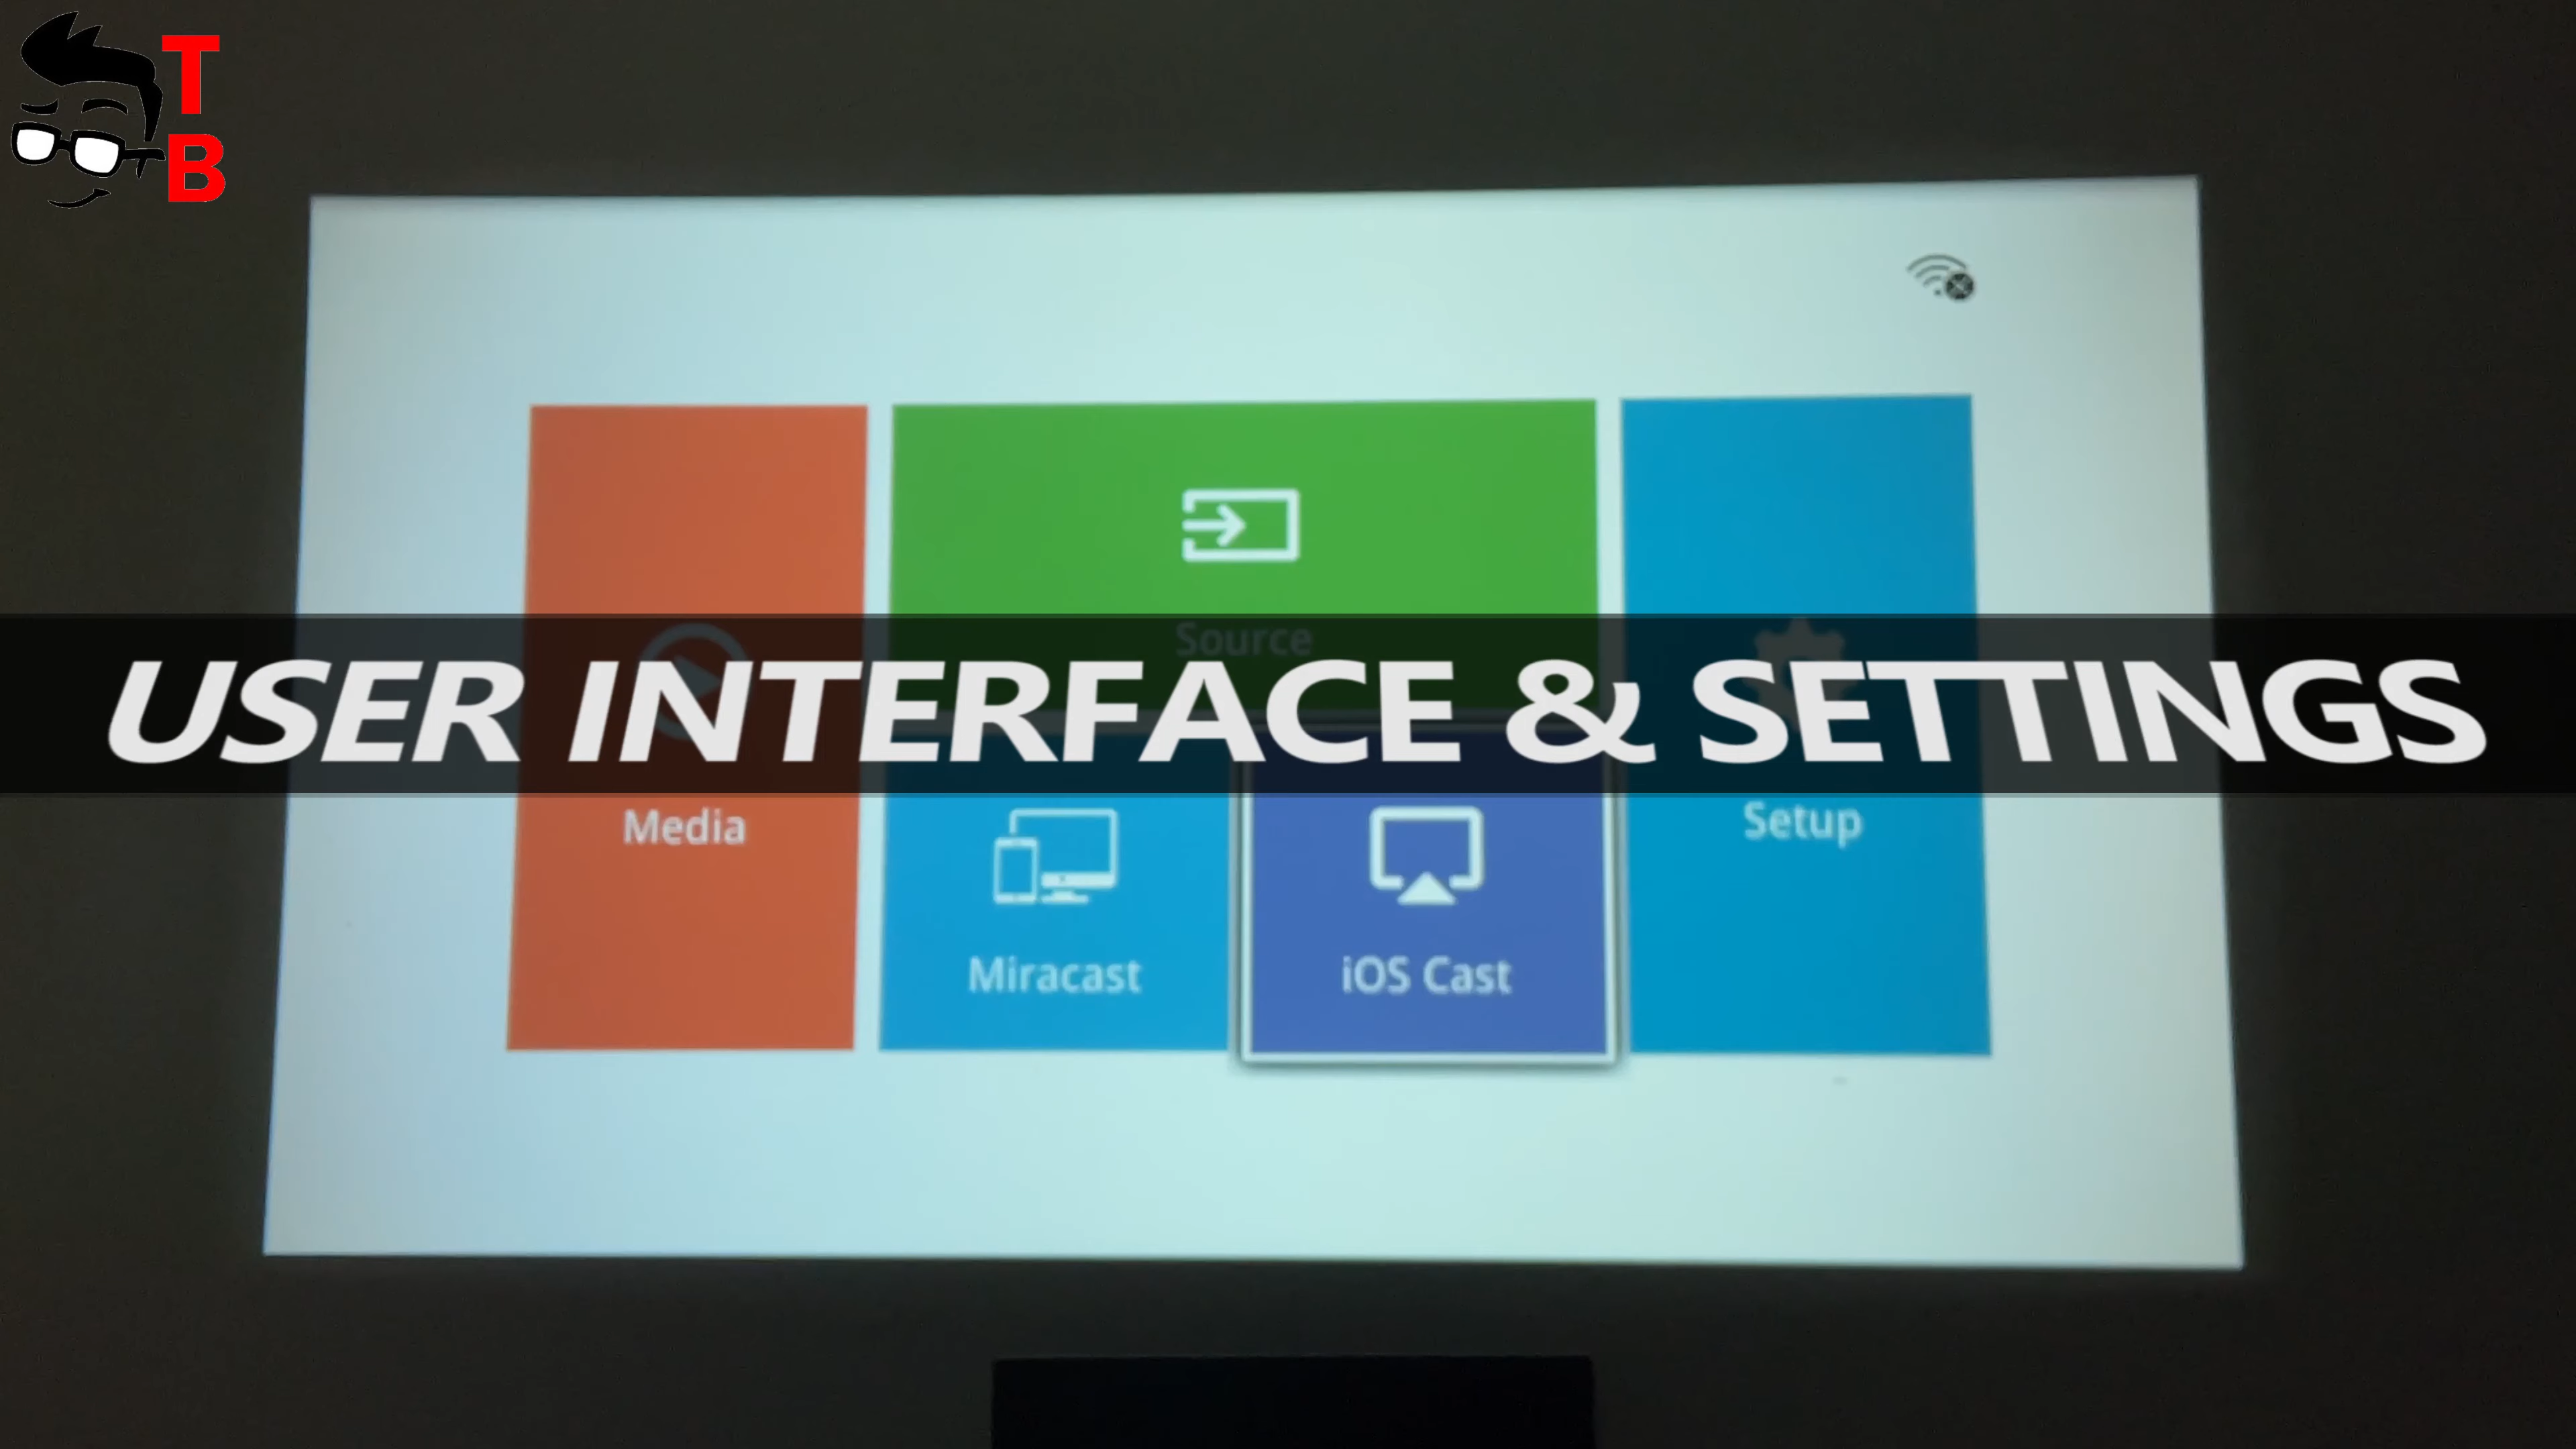 T
B
Source
USER INTERFACE & SETTINGS
Media
Setup
Miracast
iOS Cast